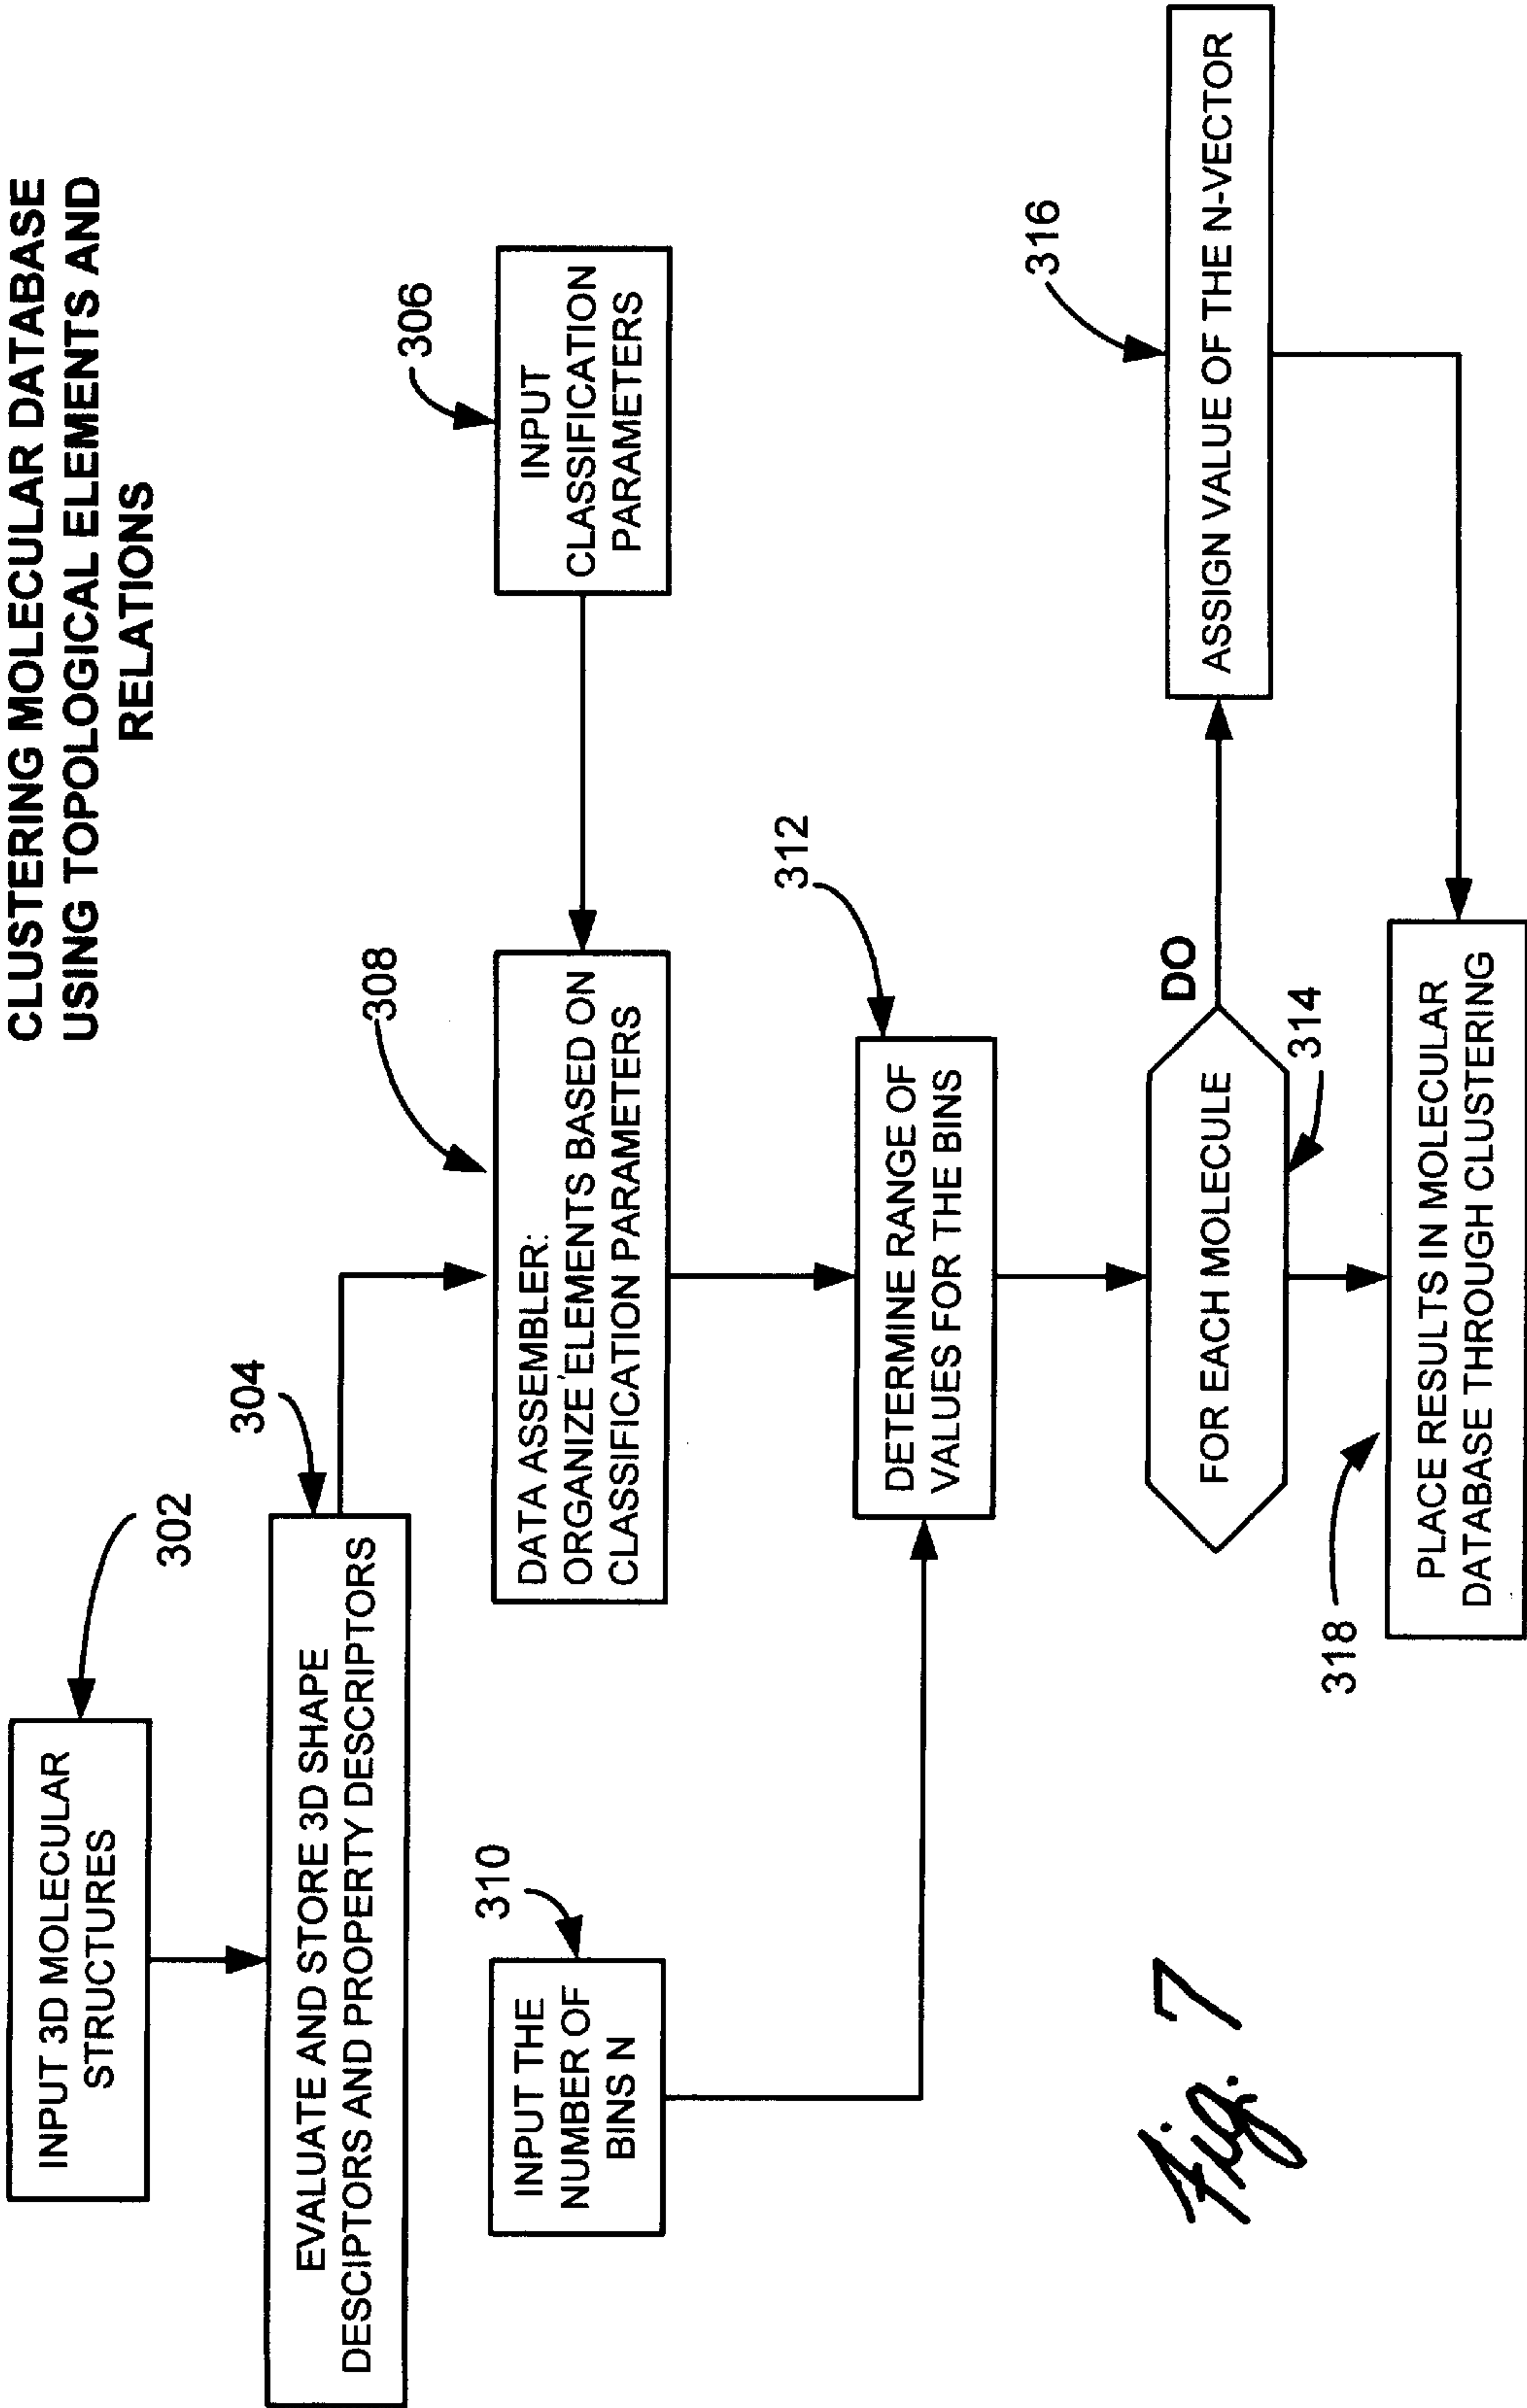 CLUSTERING MOLECULAR DATABASE
USING TOPOLOGICAL ELEMENTS AND
RELATIONS
302
INPUT 3D MOLECULAR
STRUCTURES
304
EVALUATE AND STORE 3D SHAPE
DESCIPTORS AND PROPERTY DESCRIPTORS
306
INPUT
CLASSIFICATION
PARAMETERS
308
DATA ASSEMBLER:
ORGANIZE ELEMENTS BASED ON
CLASSIFICATION PARAMETERS
310
INPUT THE
NUMBER OF
BINS N
312
DETERMINE RANGE OF
VALUES FOR THE BINS
FOR EACH MOLECULE
314
DO
316
ASSIGN VALUE OF THE N-VECTOR
318
PLACE RESULTS IN MOLECULAR
DATABASE THROUGH CLUSTERING
Fig. 7